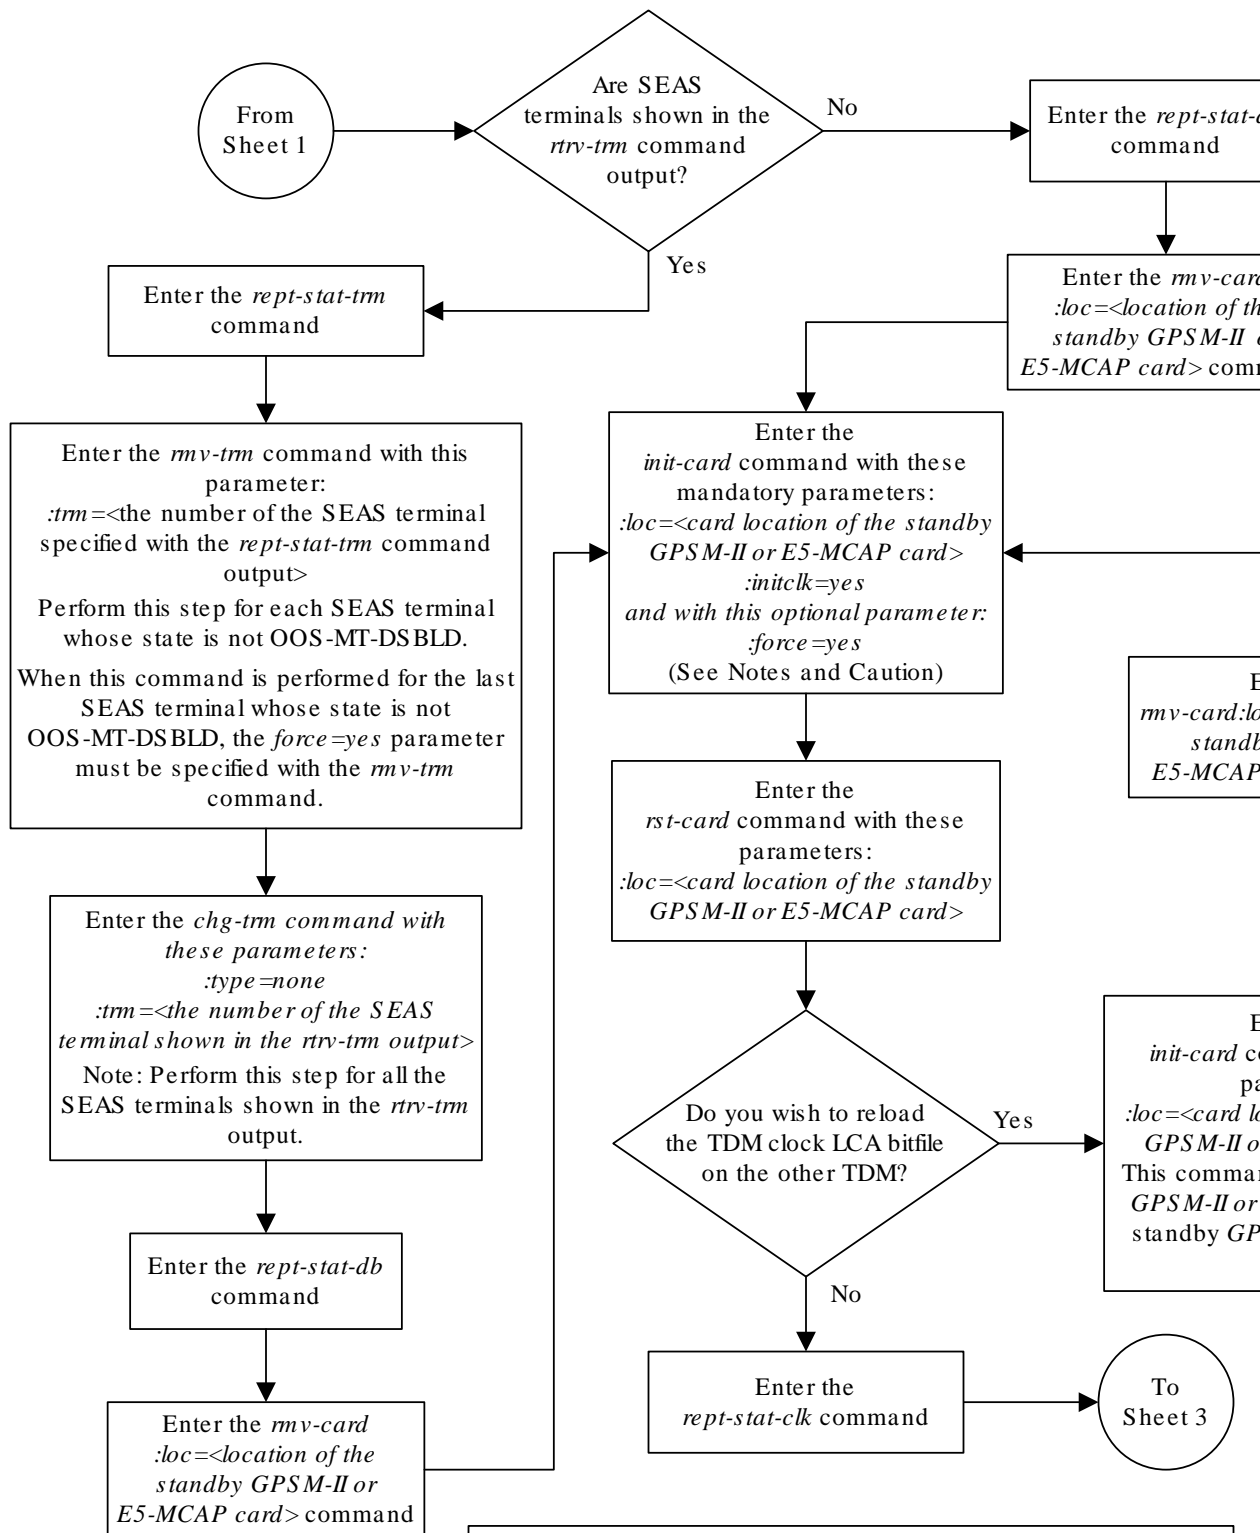 From
Sheet 1
Are SEAS
terminals shown in the
rtrv-trm command
output?
No
Yes
Enter the rept-stat-
command
Enter the rmv-card
:loc=<location of
standby GPSM-II
E5-MCAP card>
Enter the rept-stat-trm
command
Enter the rmv-trm command with this
parameter:
:trm=<the number of the SEAS terminal
specified with the rept-stat-trm command
output>
Perform this step for each SEAS terminal
whose state is not OOS-MT-DSBLD.
When this command is performed for the last
SEAS terminal whose state is not
OOS-MT-DSBLD, the force=yes parameter
must be specified with the rmv-trm
command.
Enter the chg-trm command with
these parameters:
:type=none
:trm=<the number of the SEAS
terminal shown in the rtrv-trm output>
Note: Perform this step for all the
SEAS terminals shown in the rtrv-trm
output.
Enter the rept-stat-db
command
Enter the rmv-card
:loc=<location of the
standby GPSM-II or
E5-MCAP card> command
Enter the
init-card command with these
mandatory parameters:
:loc=<card location of the standby
GPSM-II or E5-MCAP card>
:initclk=yes
and with this optional parameter:
:force=yes
(See Notes and Caution)
Enter the
rst-card command with these
parameters:
:loc=<card location of the standby
GPSM-II or E5-MCAP card>
Do you wish to reload
the TDM clock LCA bitfile
on the other TDM?
Yes
No
Enter the
rept-stat-clk command
To
Sheet 3
rmv-card:lo
standb
E5-MCAP
init-card
pa
:loc=<card lo
GPSM-II o
This comma
GPSM-II or
standby GP